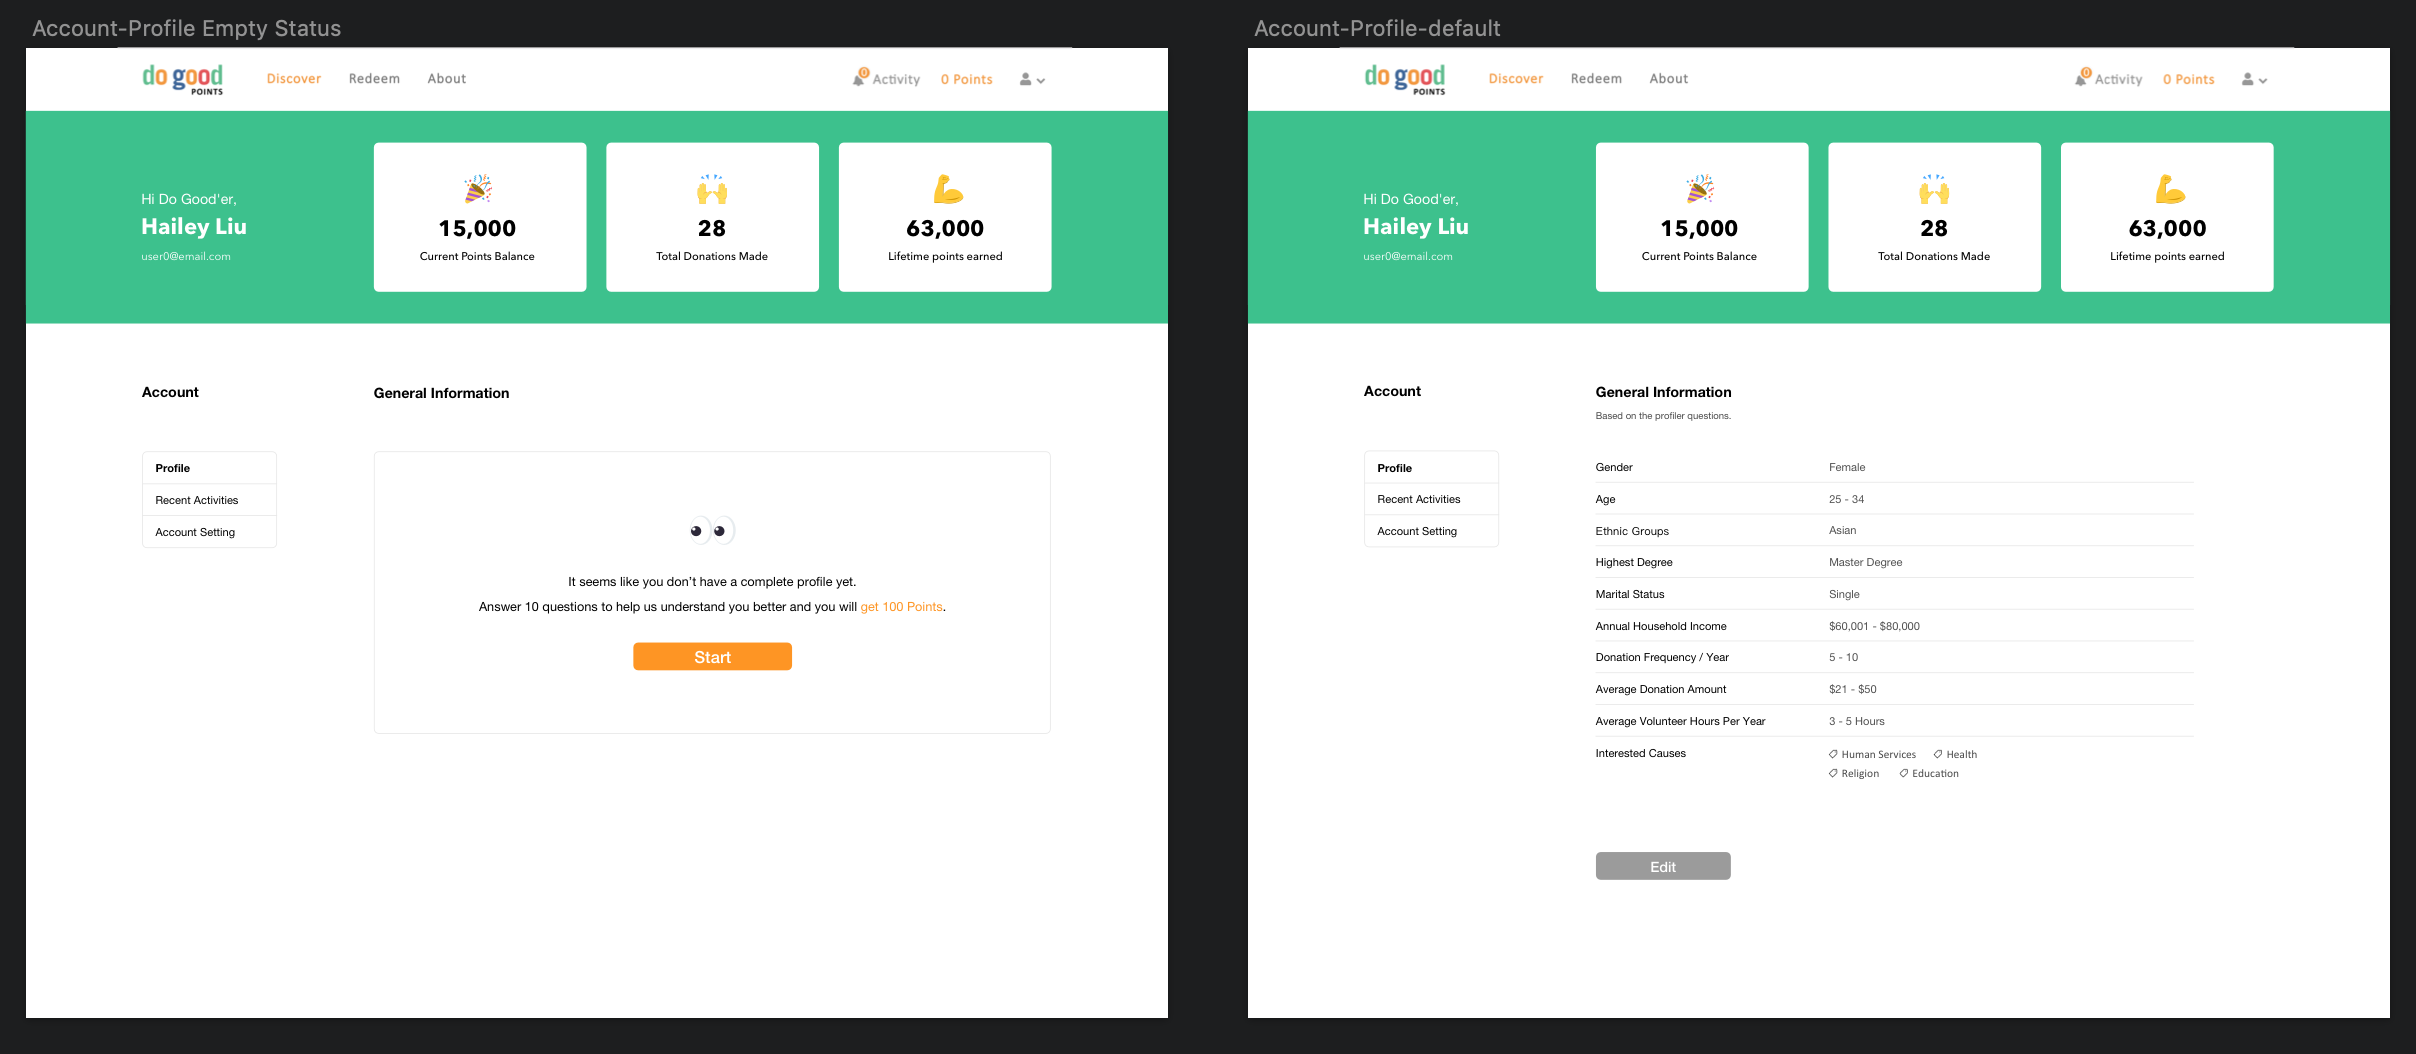 Account-Profile Empty Status
do good
POINTS
Discover
Redeem
About
0
Activity
0 Points
Hi Do Good'er,
Hailey Liu
user0@email.com
15,000
Current Points Balance
28
Total Donations Made
63,000
Lifetime points earned
Account
Profile
Recent Activities
Account Setting
General Information
It seems like you don't have a complete profile yet.
Answer 10 questions to help us understand you better and you will get 100 Points.
Start
Account-Profile-default
do good
POINTS
Discover
Redeem
About
0
Activity
0 Points
Hi Do Good'er,
Hailey Liu
user0@email.com
15,000
Current Points Balance
28
Total Donations Made
63,000
Lifetime points earned
Account
Profile
Recent Activities
Account Setting
General Information
Based on the profiler questions.
Gender Female
Age 25 - 34
Ethnic Groups Asian
Highest Degree Master Degree
Marital Status Single
Annual Household Income $60,001 - $80,000
Donation Frequency / Year 5 - 10
Average Donation Amount $21 - $50
Average Volunteer Hours Per Year 3 - 5 Hours
Interested Causes Human Services Health
Religion Education
Edit